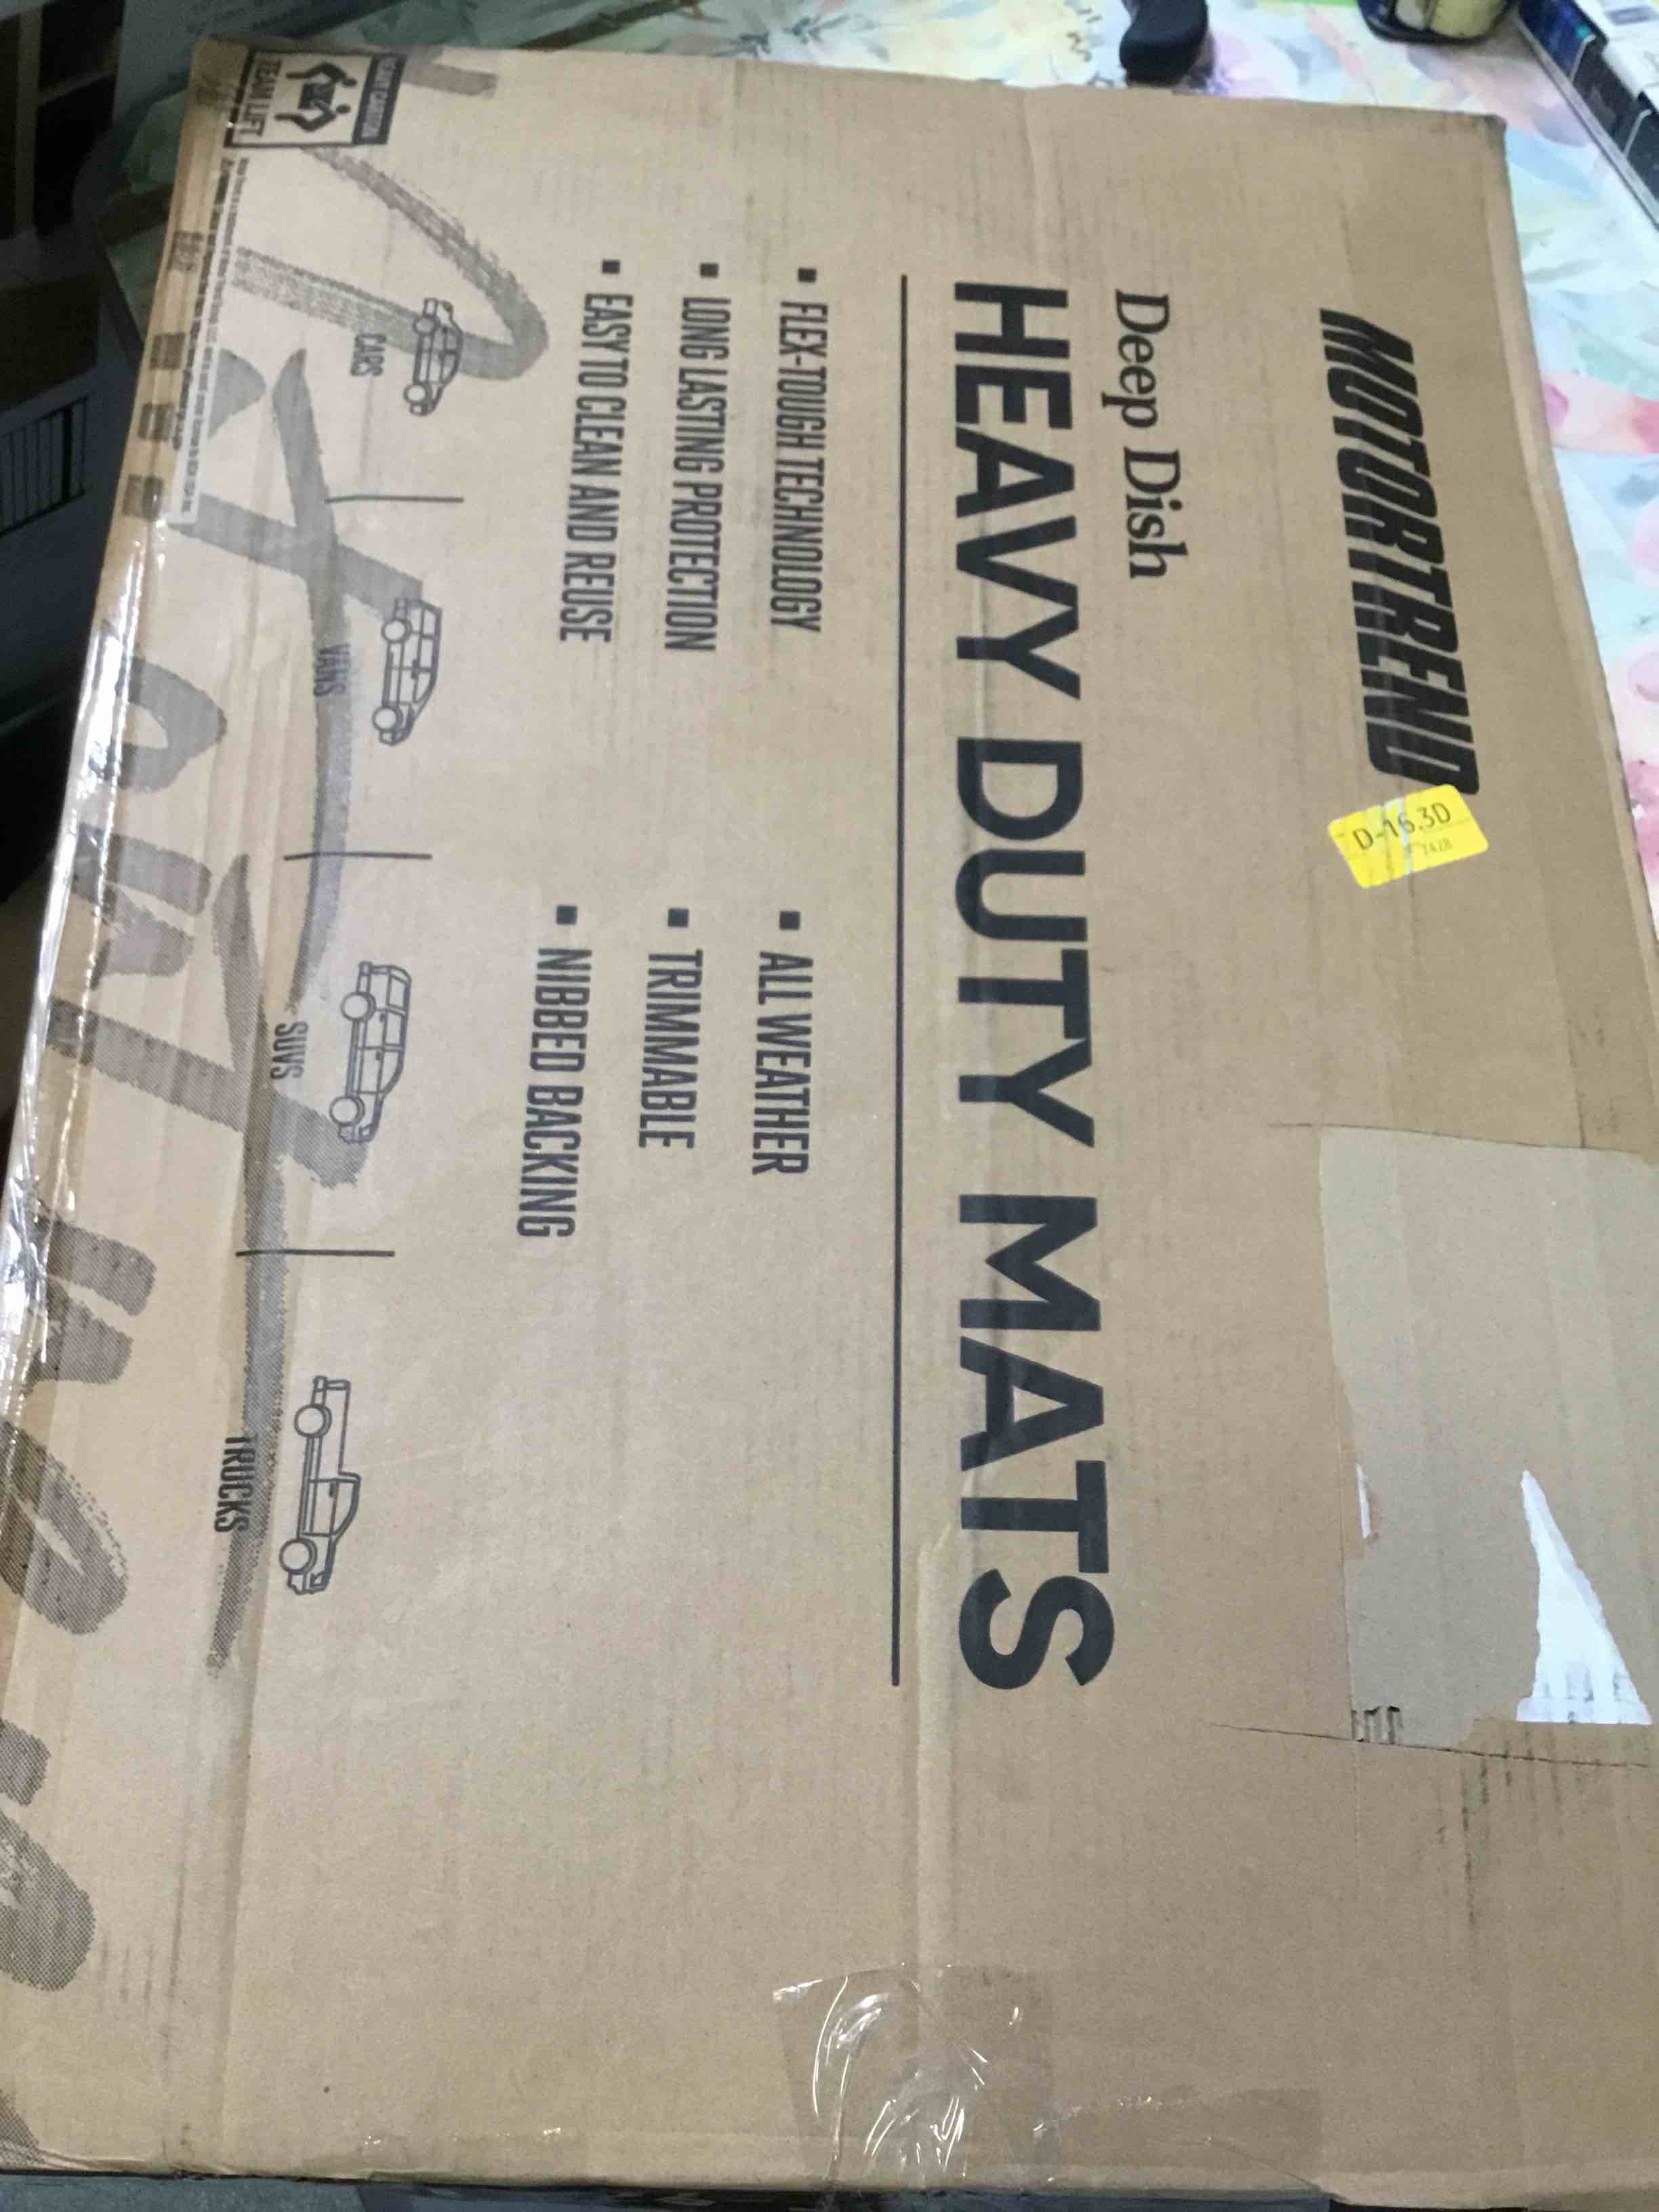 MOTORTREND
D-16.3D
7428
Deep Dish
HEAVY DUTY MATS
FLEX-TOUGH TECHNOLOGY
LONG LASTING PROTECTION
EASY TO CLEAN AND REUSE
ALL WEATHER
TRIMMABLE
NIBBED BACKING
CARS
VANS
SUVS
TRUCKS
TEAM LIFT